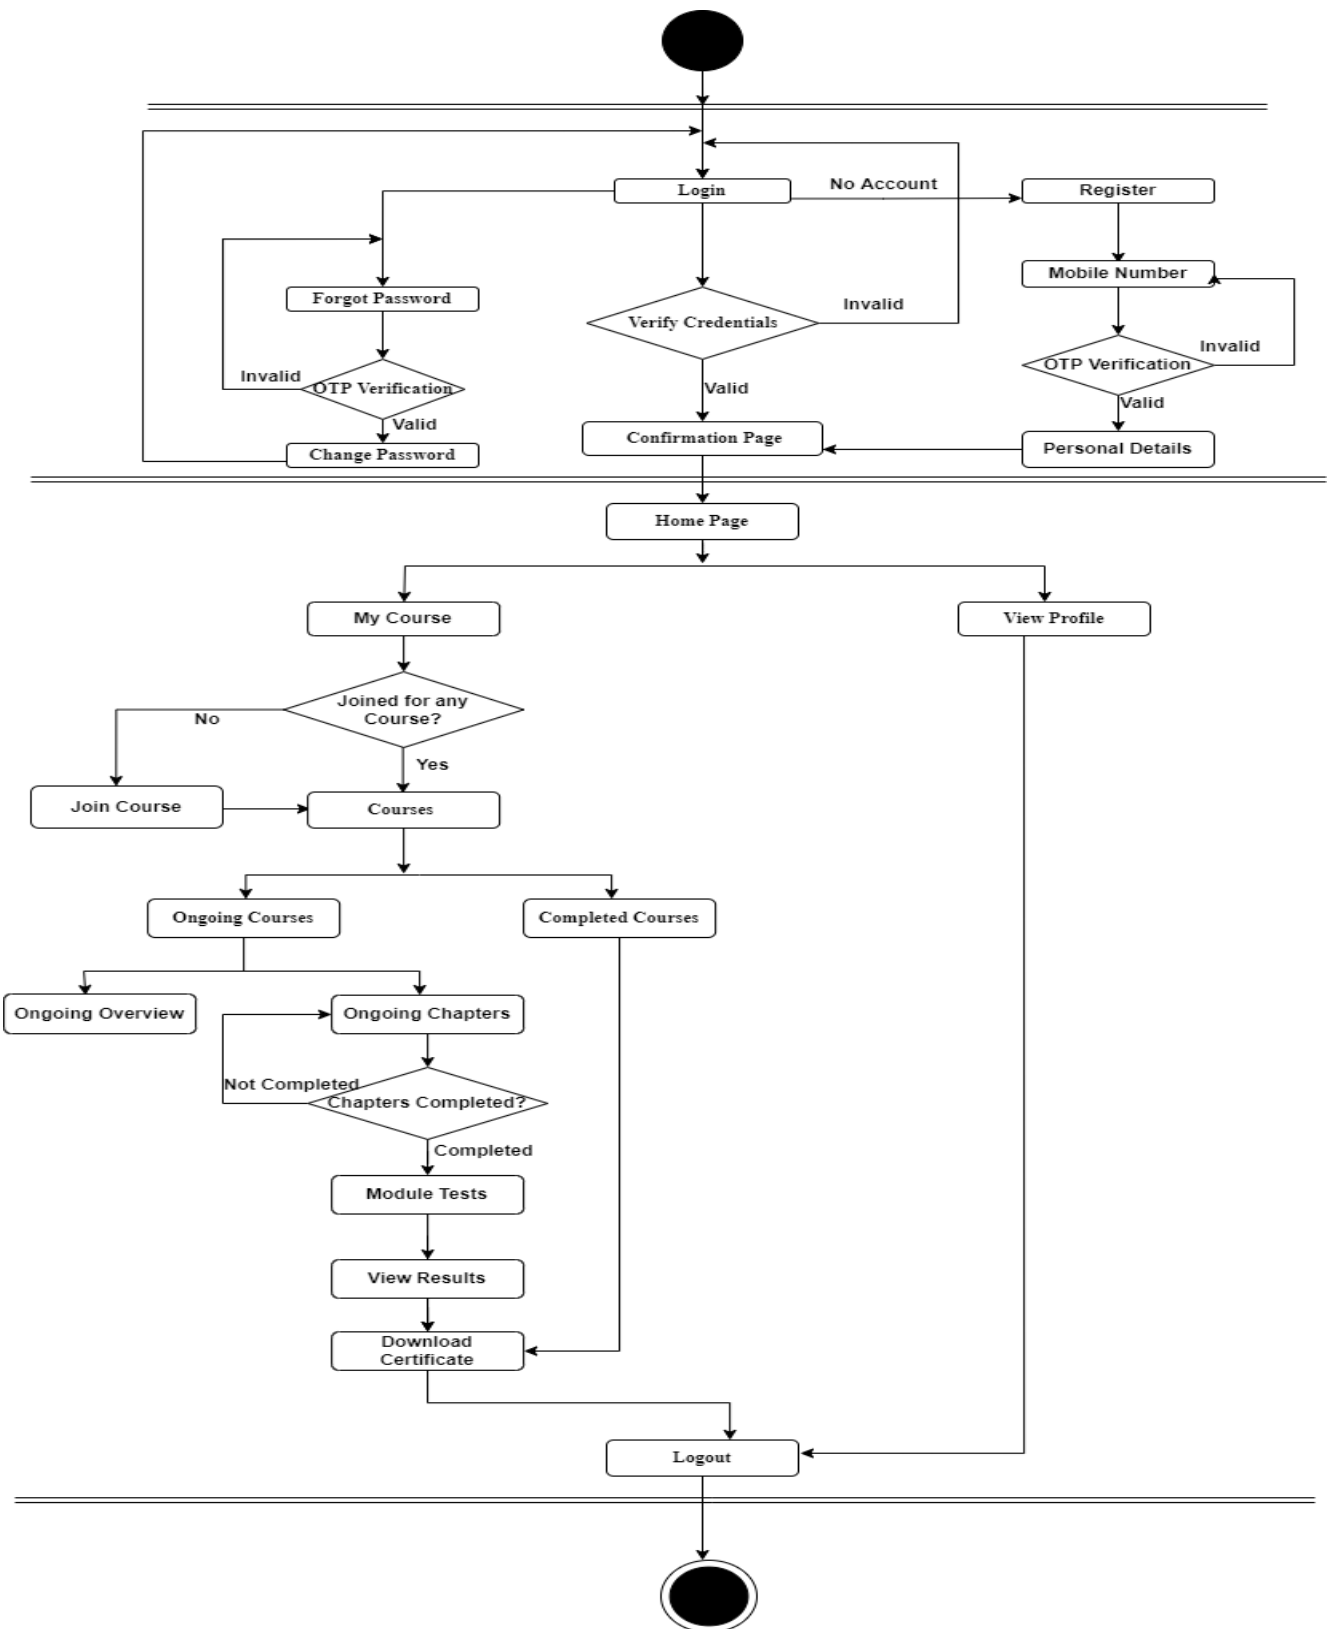 Login
No Account
Register
Mobile Number
Forgot Password
Invalid
Verify Credentials
Invalid
OTP Verification
Invalid
OTP Verification
Valid
Valid
Valid
Confirmation Page
Personal Details
Change Password
Home Page
My Course
View Profile
Joined for any
Course?
No
Yes
Join Course
Courses
Ongoing Courses
Completed Courses
Ongoing Overview
Ongoing Chapters
Not Completed
Chapters Completed?
Completed
Module Tests
View Results
Download
Certificate
Logout